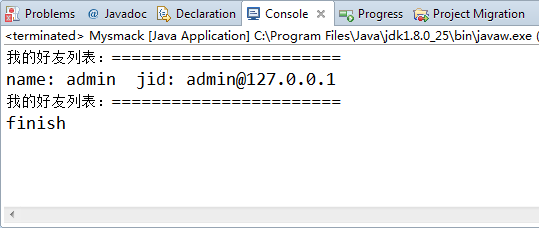 Problems @ Javadoc Declaration Console Progress Project Migration
<terminated> Mysmack [Java Application] C:\Program Files\Java\jdk1.8.0_25\bin\javaw.exe (
我的好友列表：=======================
name: admin  jid: admin@127.0.0.1
我的好友列表：=======================
finish